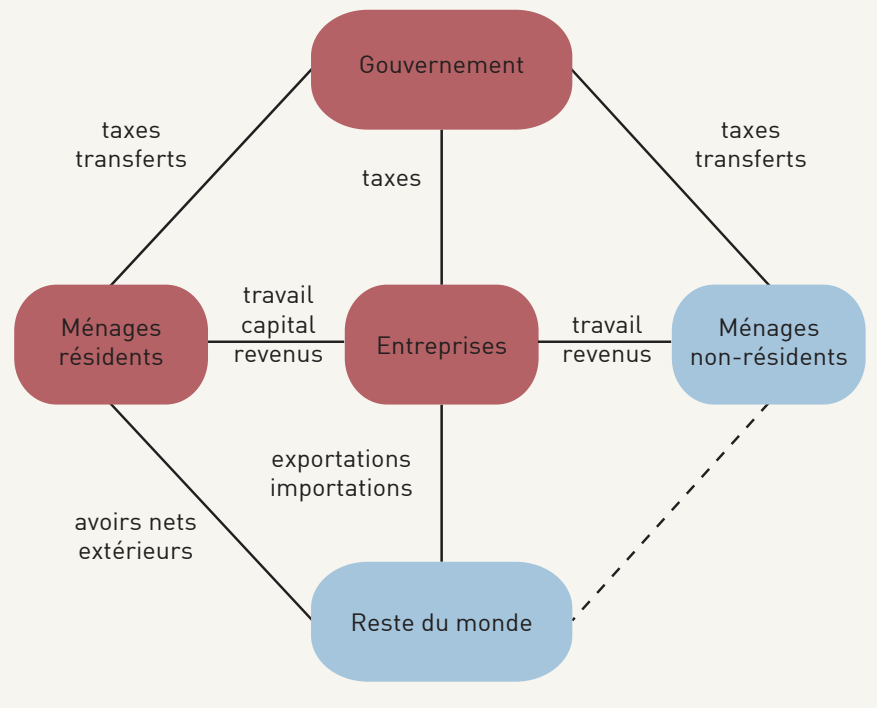 Gouvernement
taxes
transferts
taxes
transferts
taxes
Ménages
résidents
travail
capital
revenus
Entreprises
travail
revenus
Ménages
non-résidents
exportations
importations
avoirs nets
extérieurs
Reste du monde